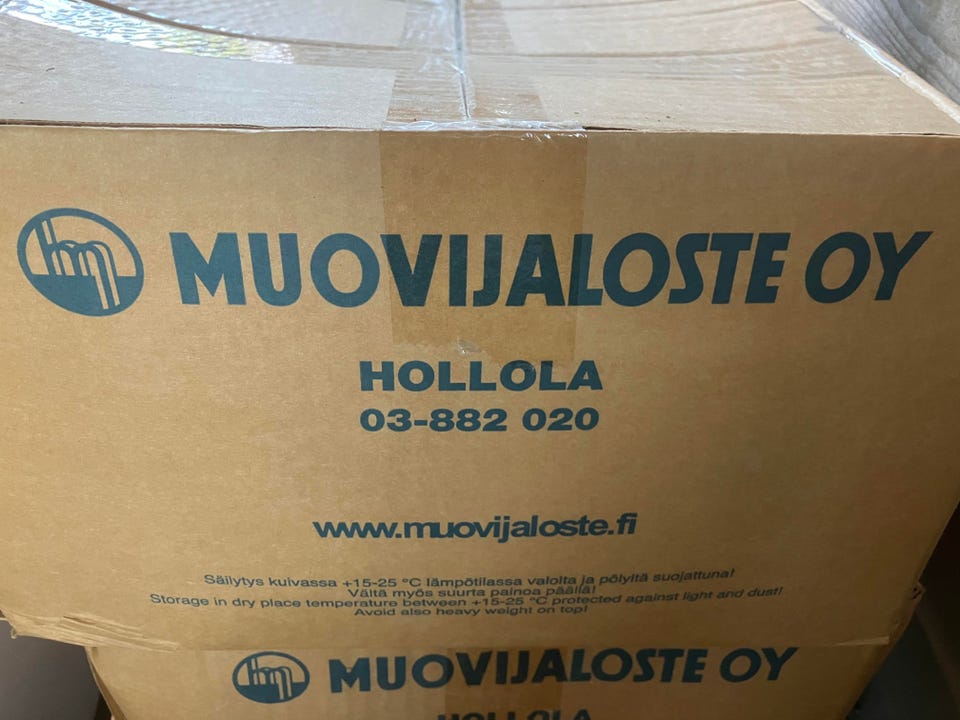 MUOVIJALOSTE OY
HOLLOLA
03-882 020
www.muovijaloste.fi
Säilytys kuivassa +15-25 °C lämpötilassa valolta ja pölyltä suojattuna!
Vältä myös suurta painoa päällä!
Storage in dry place temperature between +15-25 °C protected against light and dust!
Avoid also heavy weight on top!
MUOVIJALOSTE OY
HOLLOLA